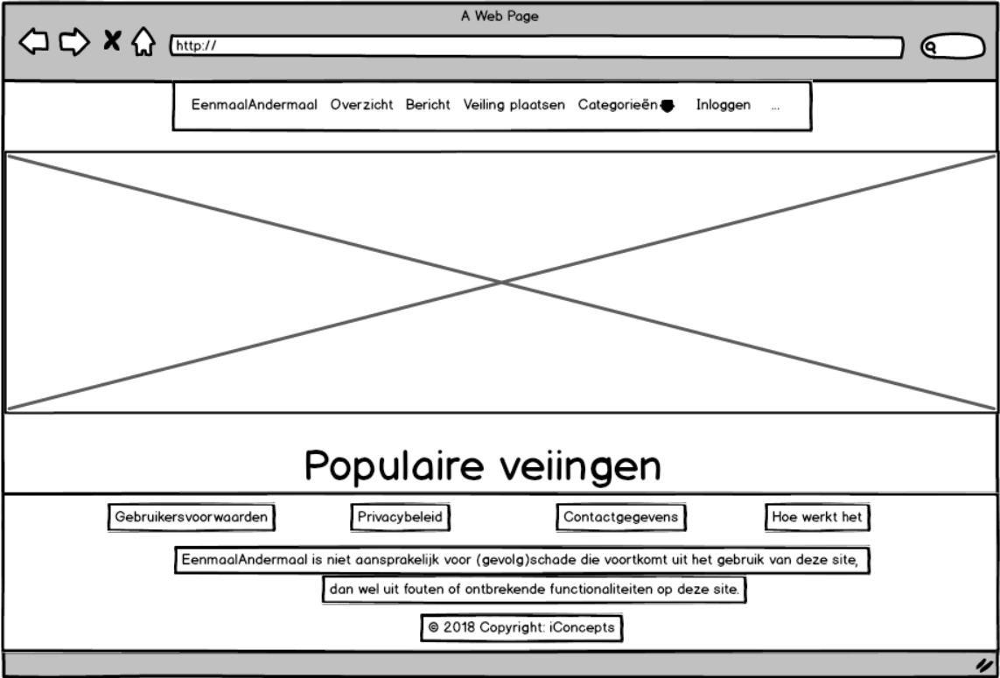 A Web Page
http://
EenmaalAndermaal Overzicht Bericht Veiling plaatsen Categorieën Inloggen ...
Populaire veiingen
Gebruikersvoorwaarden Privacybeleid Contactgegevens Hoe werkt het
EenmaalAndermaal is niet aansprakelijk voor (gevolg)schade die voortkomt uit het gebruik van deze site,
dan wel uit fouten of ontbrekende functionaliteiten op deze site.
© 2018 Copyright: iConcepts